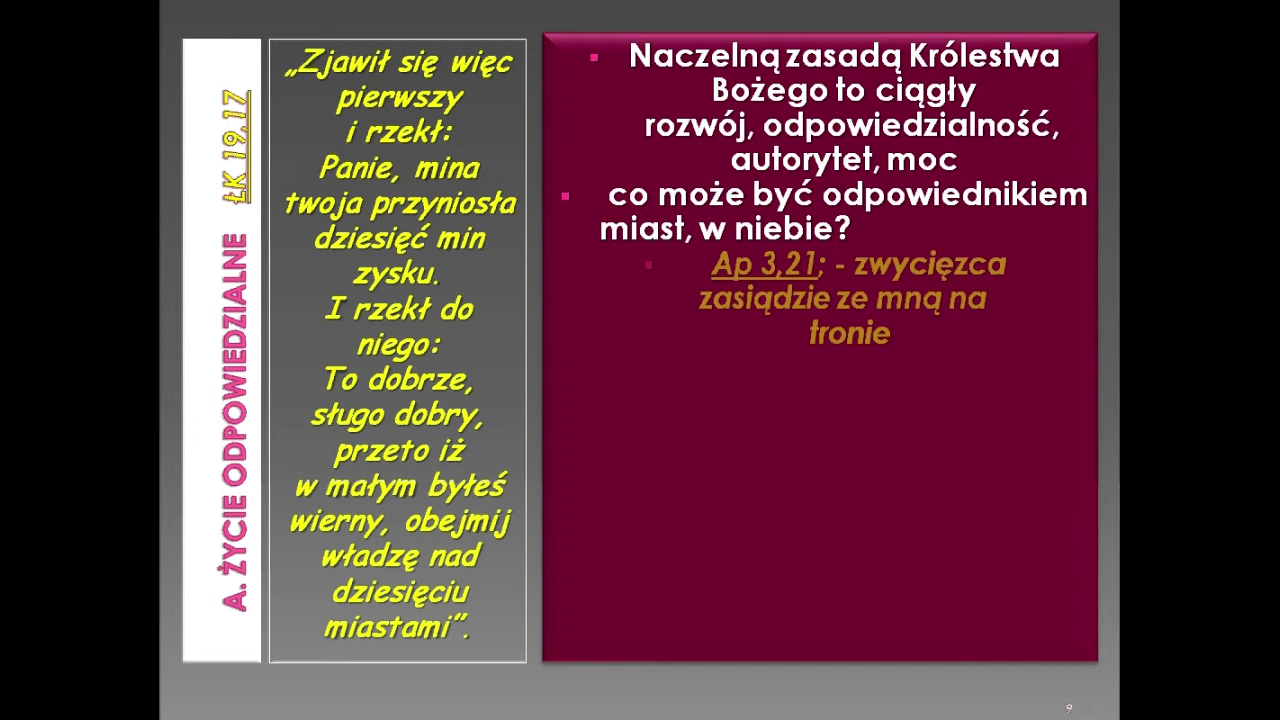 A. ŻYCIE ODPOWIEDZIALNE ŁK 19,17
„Zjawił się więc
pierwszy
i rzekł:
Panie, mina
twoja przyniosła
dziesięć min
zysku.
I rzekł do
niego:
To dobrze,
sługo dobry,
przeto iż
w małym byłeś
wierny, obejmij
władzę nad
dziesięciu
miastami”.
▪ Naczelną zasadą Królestwa
Bożego to ciągły
rozwój, odpowiedzialność,
autorytet, moc
▪ co może być odpowiednikiem
miast, w niebie?
▪ Ap 3,21; - zwycięzca
zasiądzie ze mną na
tronie
9